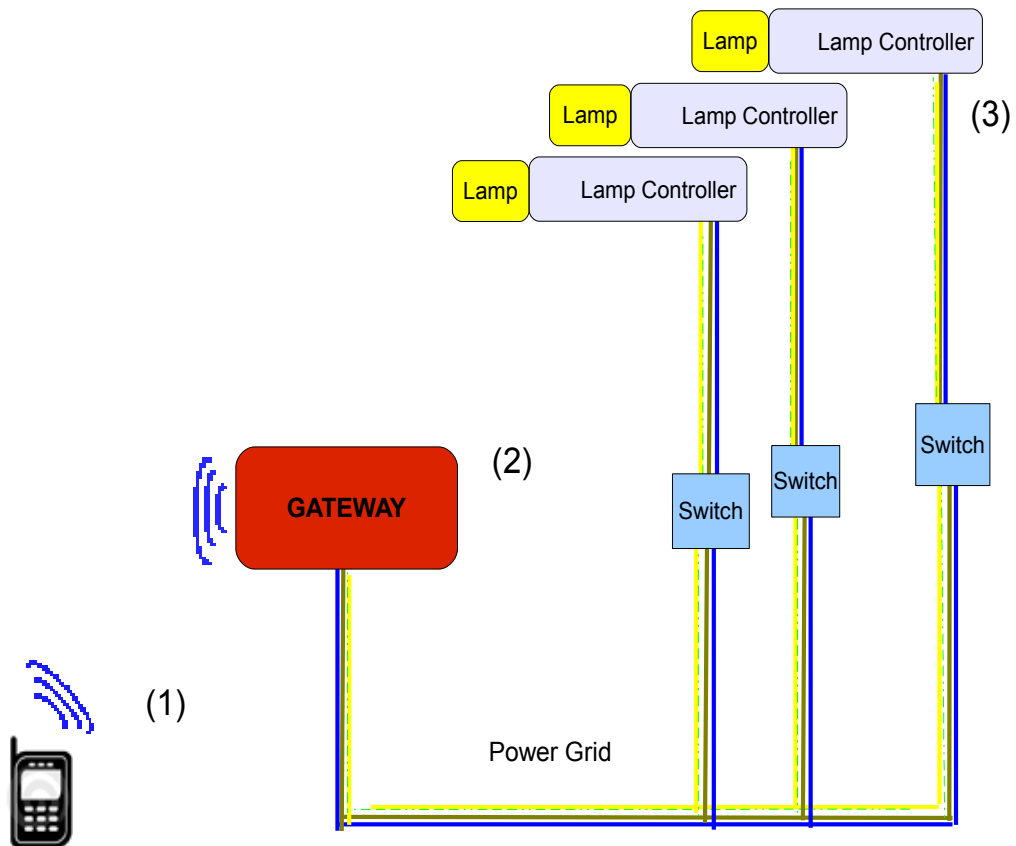 Lamp Lamp Controller
(3)
Lamp Lamp Controller
Lamp Lamp Controller
Switch
(2)
Switch
GATEWAY
Switch
(1)
Power Grid